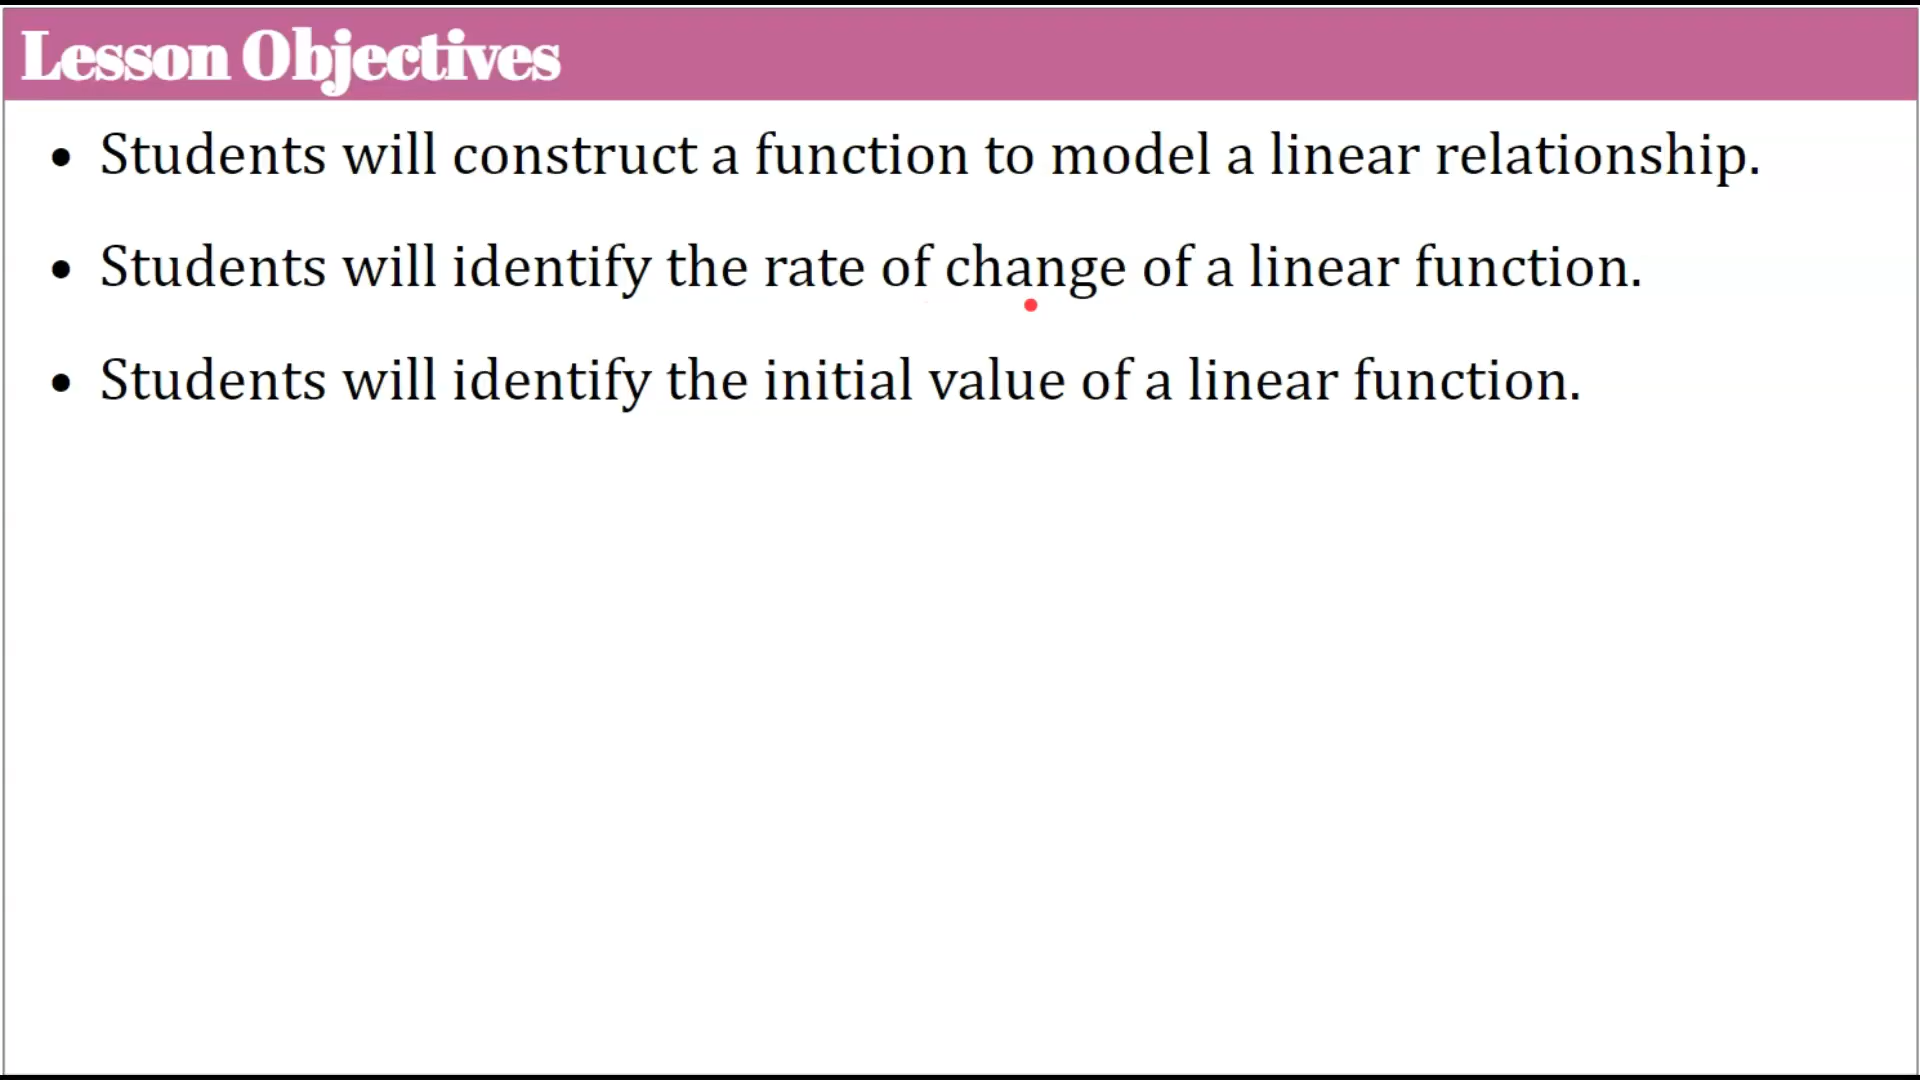 Lesson Objectives
• Students will construct a function to model a linear relationship.
• Students will identify the rate of change of a linear function.
• Students will identify the initial value of a linear function.